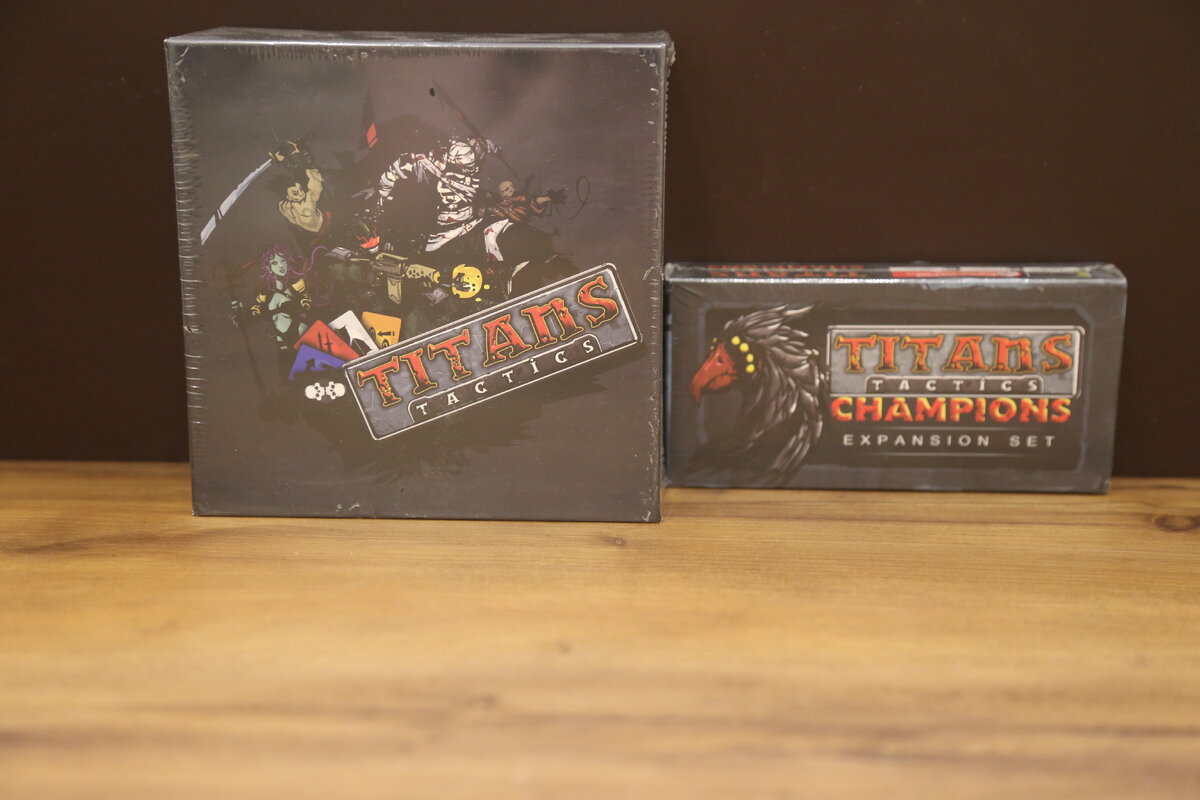 TITANS
TACTICS
TITANS
TACTICS
CHAMPIONS
EXPANSION SET